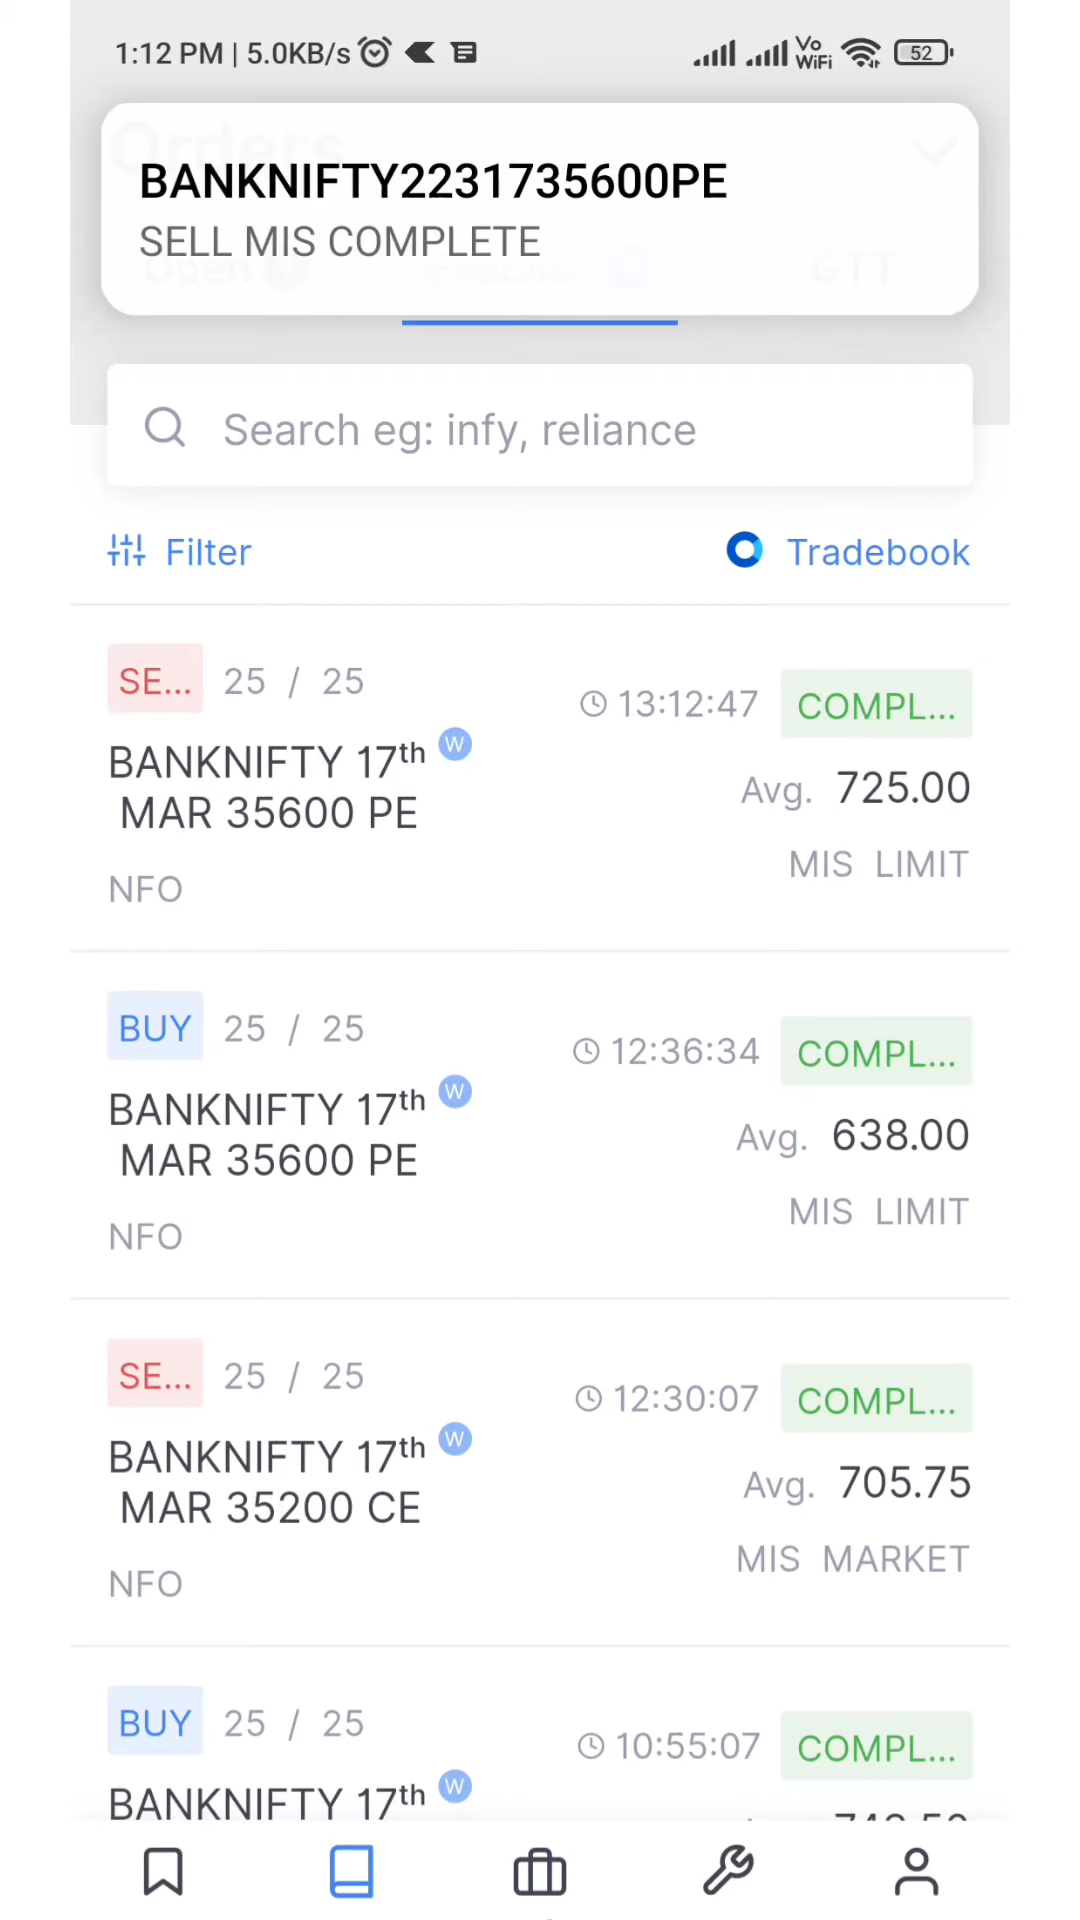 1:12 PM | 5.0KB/s
Vo
WiFi
52
Orders
BANKNIFTY2231735600PE
SELL MIS COMPLETE
Open
GTT
Search eg: infy, reliance
Filter
Tradebook
SE... 25 / 25
13:12:47 COMPL...
BANKNIFTY 17th W
MAR 35600 PE
Avg. 725.00
NFO
MIS LIMIT
BUY 25 / 25
12:36:34 COMPL...
BANKNIFTY 17th W
MAR 35600 PE
Avg. 638.00
NFO
MIS LIMIT
SE... 25 / 25
12:30:07 COMPL...
BANKNIFTY 17th W
MAR 35200 CE
Avg. 705.75
NFO
MIS MARKET
BUY 25 / 25
10:55:07 COMPL...
BANKNIFTY 17th W